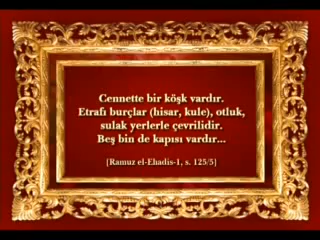 Cennette bir köşk vardır.
Etrafı burçlar (hisar, kule), otluk,
sulak yerlerle çevrilidir.
Beş bin de kapısı vardır...
[Ramuz el-Ehadis-1, s. 125/5]